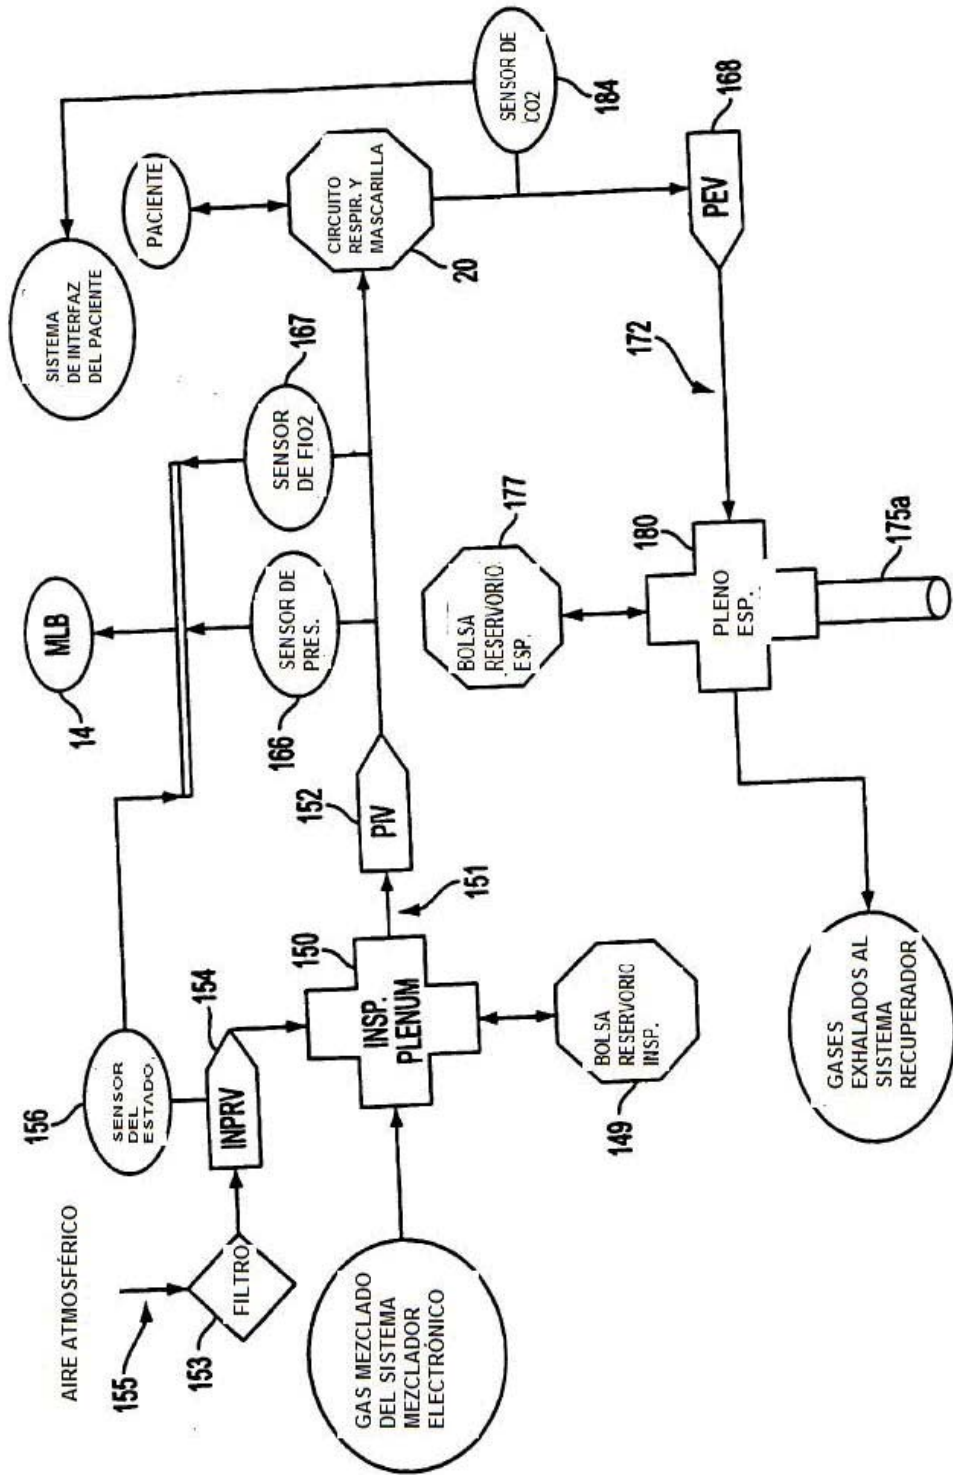 AIRE ATMOSFÉRICO
155
FILTRO
153
156
SENSOR
DEL
ESTADO
INPRV
154
GAS MEZCLADO
DEL SISTEMA
MEZCLADOR
ELECTRÓNICO
INSP.
PLENUM
150
151
BOLSA
RESERVORIO
INSP.
149
PIV
152
MLB
14
SENSOR DE
PRES.
166
SENSOR
DE FIO2
167
SISTEMA
DE INTERFAZ
DEL PACIENTE
PACIENTE
CIRCUITO
RESPIR. Y
MASCARILLA
20
SENSOR DE
CO2
184
PEV
168
172
BOLSA
RESERVORIO
ESP.
177
PLENO
ESP.
180
175a
GASES
EXHALADOS AL
SISTEMA
RECUPERADOR